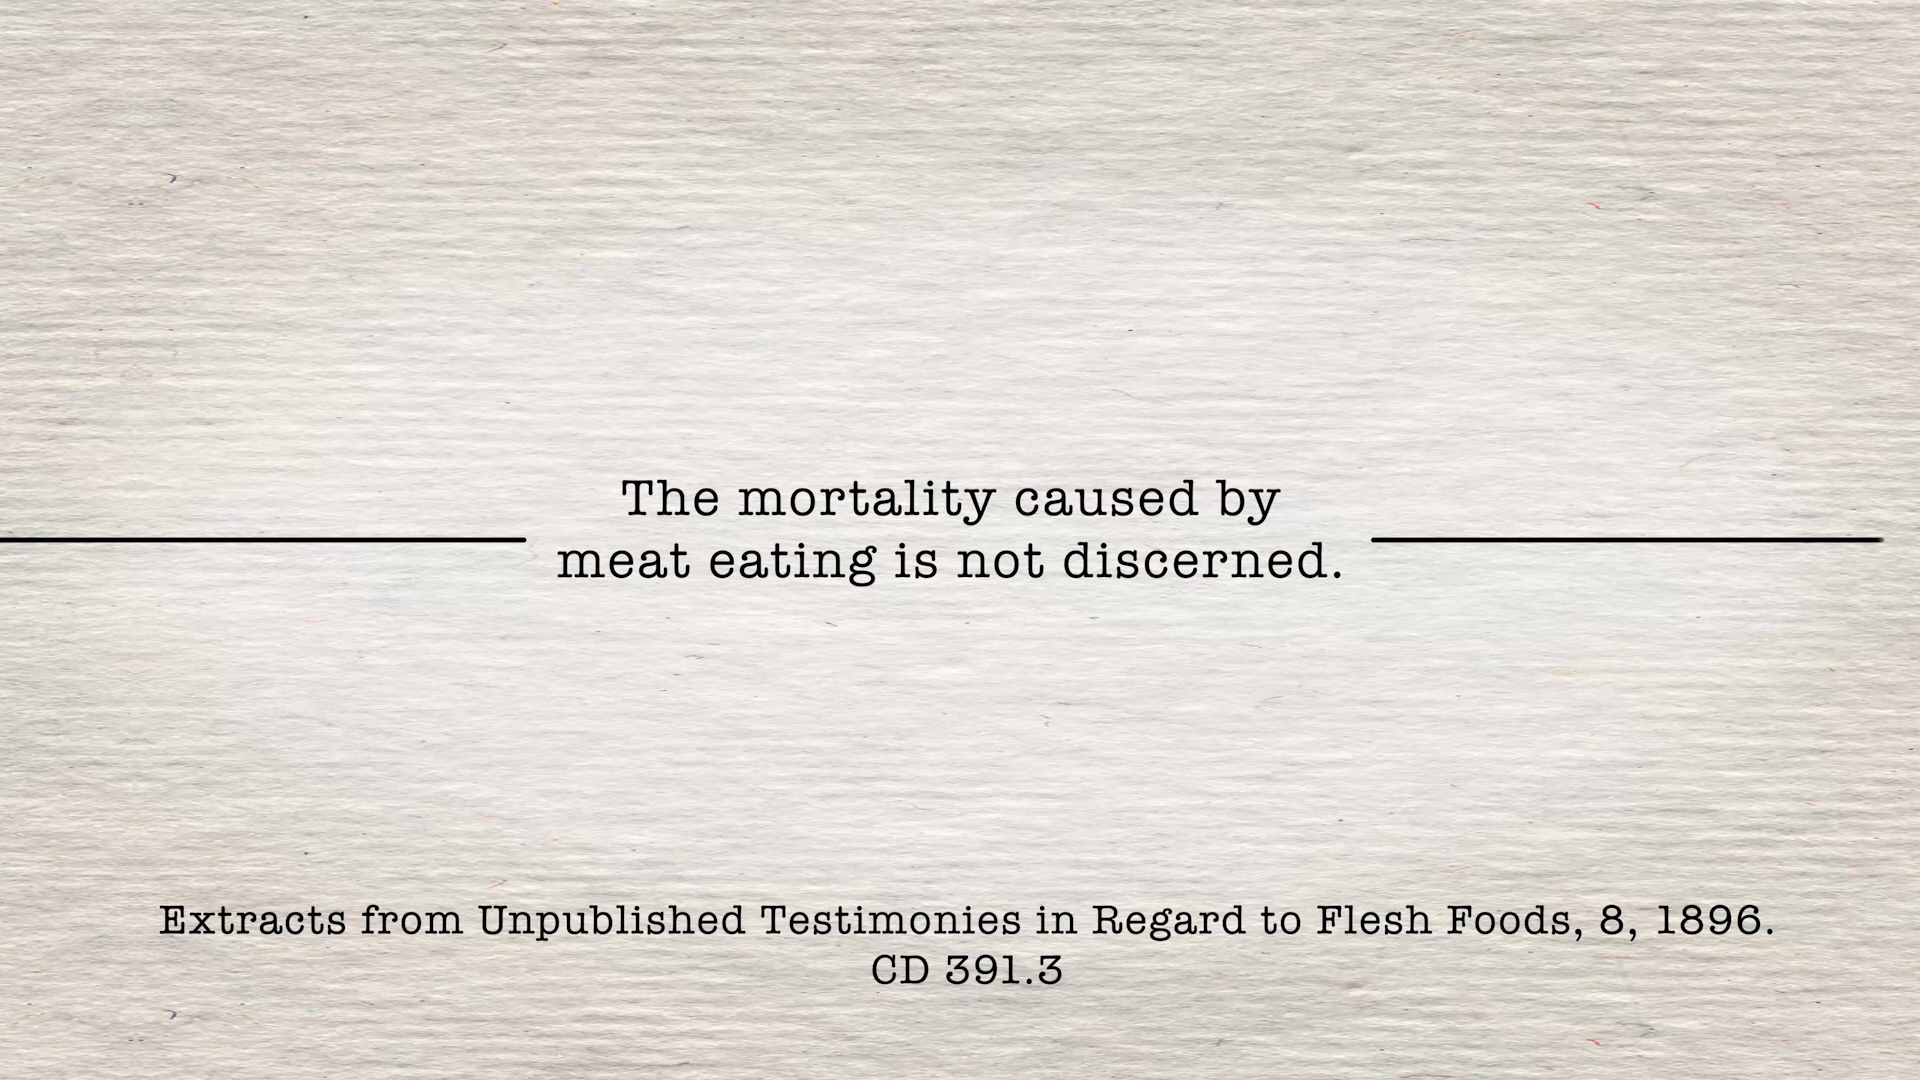 The mortality caused by
meat eating is not discerned.
Extracts from Unpublished Testimonies in Regard to Flesh Foods, 8, 1896.
CD 391.3